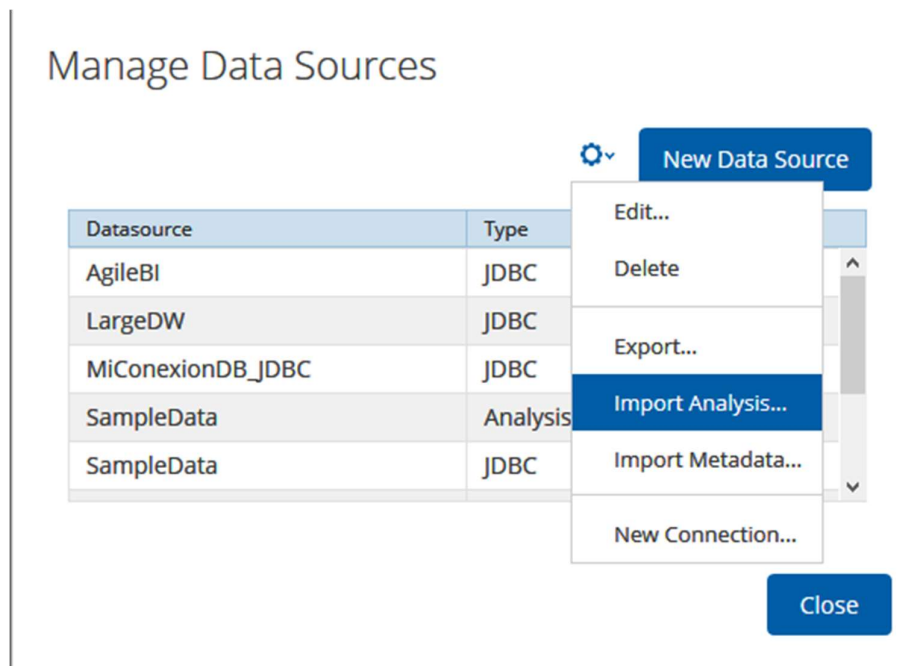 Manage Data Sources
New Data Source
Edit...
Delete
Export...
Import Analysis...
Import Metadata...
New Connection...
Datasource Type
AgileBI JDBC
LargeDW JDBC
MiConexionDB_JDBC JDBC
SampleData Analysis
SampleData JDBC
Close